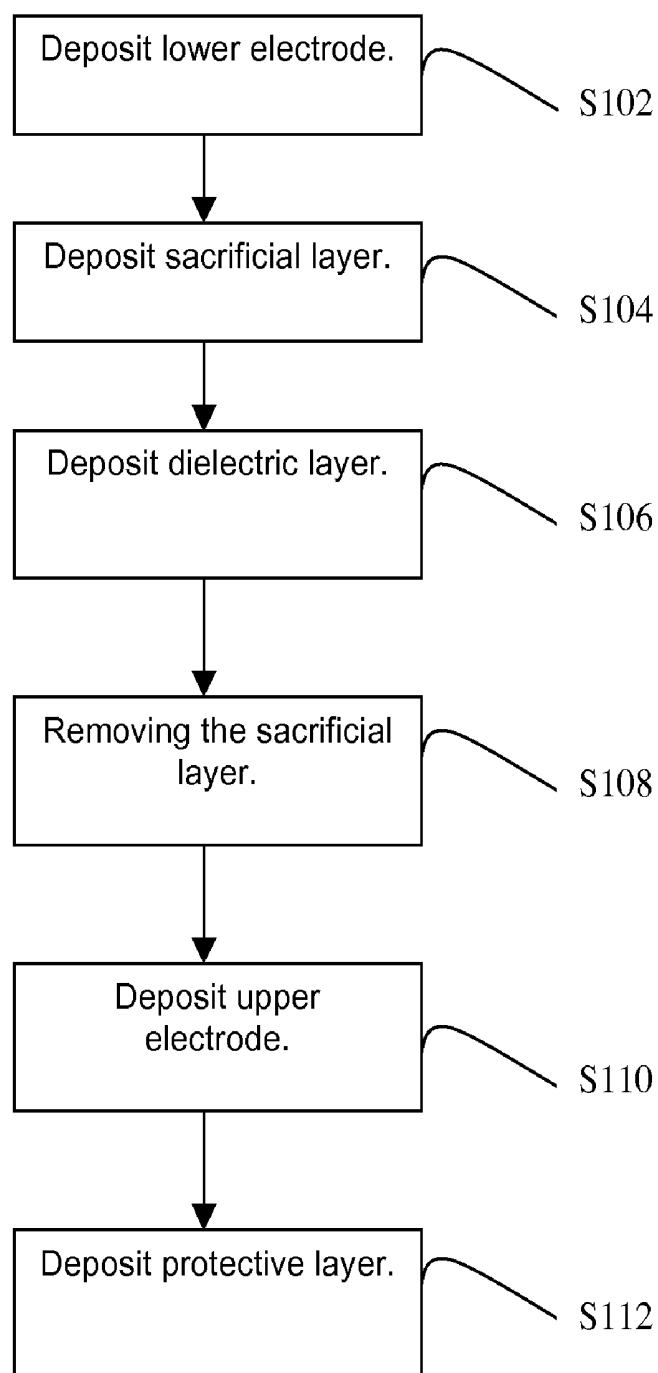 Deposit lower electrode.
S102
Deposit sacrificial layer.
S104
Deposit dielectric layer.
S106
Removing the sacrificial
layer.
S108
Deposit upper
electrode.
S110
Deposit protective layer.
S112